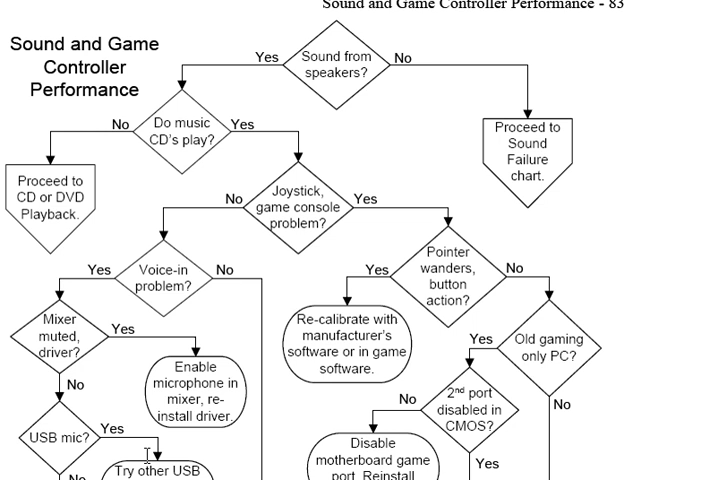 Sound and Game Controller Performance - 83
Sound and Game
Controller
Performance
Sound from
speakers?
Yes
No
Do music
CD's play?
No
Yes
Proceed to
Sound
Failure
chart.
Proceed to
CD or DVD
Playback.
Joystick,
game console
problem?
No
Yes
Voice-in
problem?
Yes
No
Pointer
wanders,
button
action?
Yes
No
Mixer
muted,
driver?
Yes
No
Re-calibrate with
manufacturer's
software or in game
software.
Old gaming
only PC?
Yes
No
Enable
microphone in
mixer, re-
install driver.
2nd port
disabled in
CMOS?
No
Yes
USB mic?
Yes
No
Disable
motherboard game
port. Reinstall
Try other USB